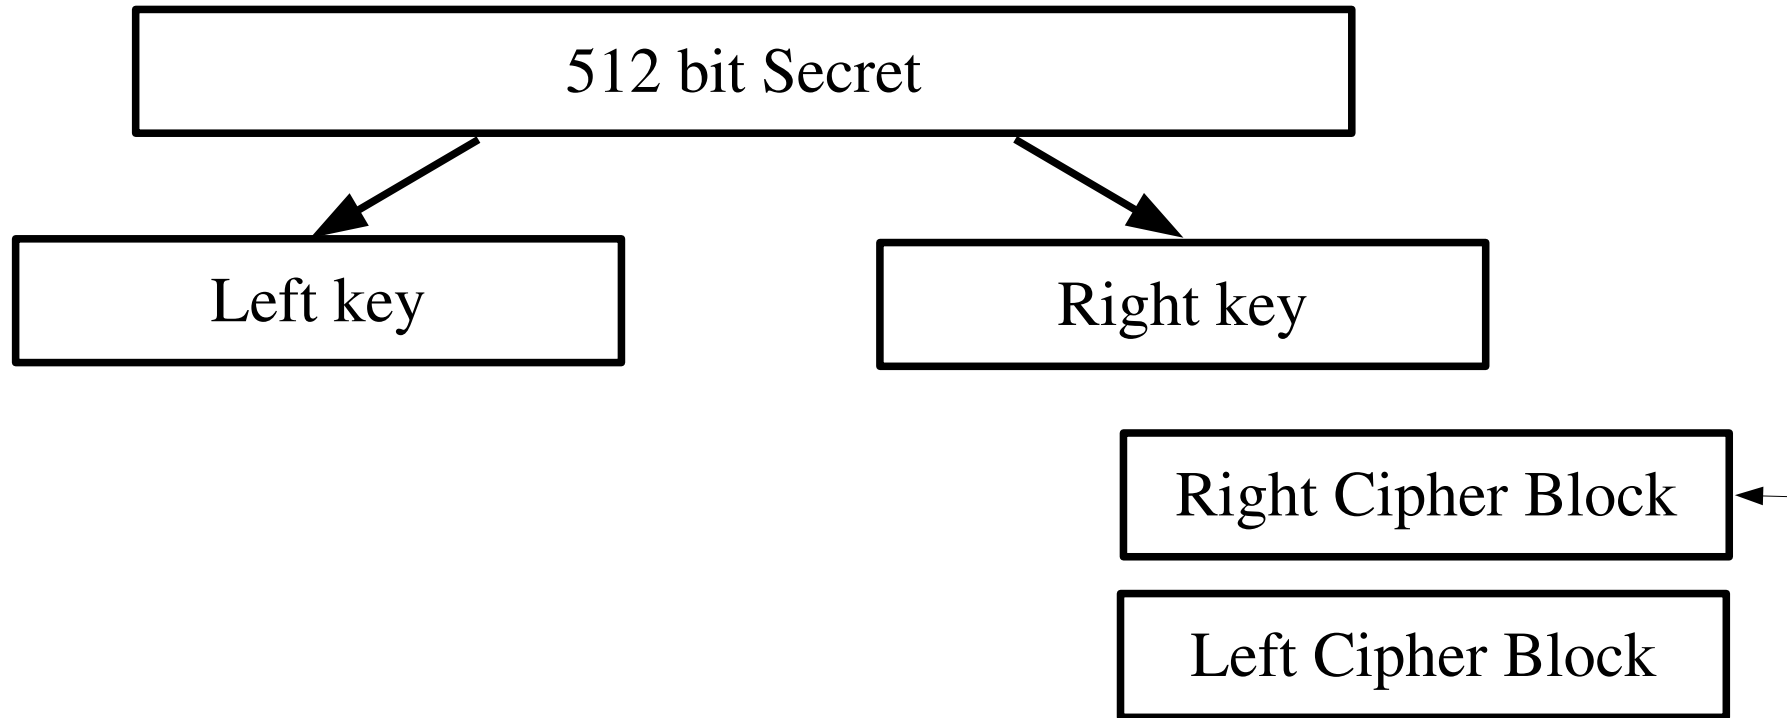 512 bit Secret
Left key
Right key
Right Cipher Block
Left Cipher Block